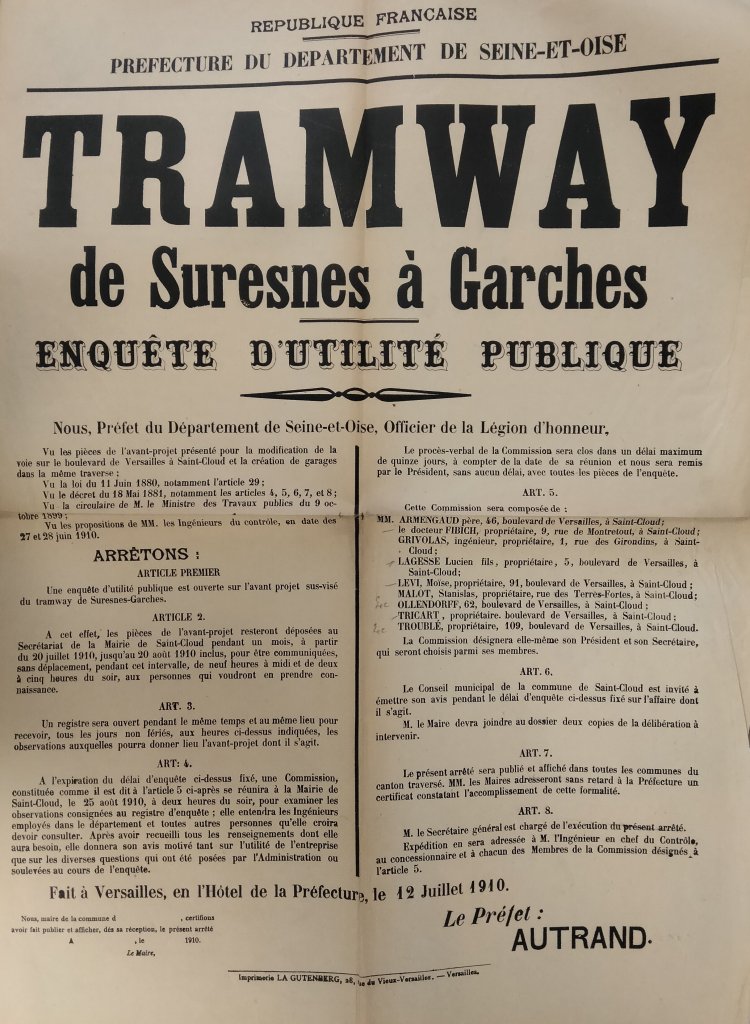 REPUBLIQUE FRANCAISE
PREFECTURE DU DEPARTEMENT DE SEINE-ET-OISE
TRAMWAY
de Suresnes à Garches
ENQUÊTE D'UTILITÉ PUBLIQUE
Nous, Préfet du Département de Seine-et-Oise, Officier de la Légion d'honneur,
Vu les pièces de l'avant-projet présenté pour la modification de la
voie sur le boulevard de Versailles à Saint-Cloud et la création de garages
dans la même traverse ;
Vu la loi du 11 Juin 1880, notamment l'article 29 ;
Vu le décret du 18 Mai 1881, notamment les articles 4, 5, 6, 7, et 8 ;
Vu la circulaire de M. le Ministre des Travaux publics du 9 oc-
tobre 1899 ;
Vu les propositions de MM. les Ingénieurs du contrôle, en date des
27 et 28 juin 1910.
ARRÊTONS :
ARTICLE PREMIER
Une enquête d'utilité publique est ouverte sur l'avant projet sus-visé
du tramway de Suresnes-Garches.
ARTICLE 2.
A cet effet, les pièces de l'avant-projet resteront déposées au
Secrétariat de la Mairie de Saint-Cloud pendant un mois, à partir
du 20 juillet 1910, jusqu'au 20 août 1910 inclus, pour être communiquées,
sans déplacement, pendant cet intervalle, de neuf heures à midi et de deux
à cinq heures du soir, aux personnes qui voudront en prendre con-
naissance.
ART. 3.
Un registre sera ouvert pendant le même temps et au même lieu pour
recevoir, tous les jours non fériés, aux heures ci-dessus indiquées, les
observations auxquelles pourra donner lieu l'avant-projet dont il s'agit.
ART: 4.
A l'expiration du délai d'enquête ci-dessus fixé, une Commission,
constituée comme il est dit à l'article 5 ci-après se réunira à la Mairie de
Saint-Cloud, le 25 août 1910, à deux heures du soir, pour examiner les
observations consignées au registre d'enquête ; elle entendra les Ingénieurs
employés dans le département et toutes autres personnes qu'elle croira
devoir consulter. Après avoir recueilli tous les renseignements dont elle
aura besoin, elle donnera son avis motivé tant sur l'utilité de l'entreprise
que sur les diverses questions qui ont été posées par l'Administration ou
soulevées au cours de l'enquête.
Le procès-verbal de la Commission sera clos dans un délai maximum
de quinze jours, à compter de la date de sa réunion et nous sera remis
par le Président, sans aucun délai, avec toutes les pièces de l'enquête.
ART. 5.
Cette Commission sera composée de :
MM. ARMENGAUD père, 46, boulevard de Versailles, à Saint-Cloud ;
le docteur FIBICH, propriétaire, 9, rue de Montretout, à Saint-Cloud ;
GRIVOLAS, ingénieur, propriétaire, 1, rue des Girondins, à Saint-
Cloud ;
LAGESSE Lucien fils, propriétaire, 5, boulevard de Versailles, à
Saint-Cloud;
LEVI, Moïse, propriétaire, 91, boulevard de Versailles, à Saint-Cloud ;
MALOT, Stanislas, propriétaire, rue des Terres-Fortes, à Saint-Cloud ;
OLLENDORFF, 62, boulevard de Versailles, à Saint-Cloud ;
TRICART, propriétaire. boulevard de Versailles, à Saint-Cloud ;
TROUBLÉ, propriétaire, 109, boulevard de Versailles, à Saint-Cloud.
La Commission désignera elle-même son Président et son Secrétaire,
qui seront choisis parmi ses membres.
ART. 6.
Le Conseil municipal de la commune de Saint-Cloud est invité à
émettre son avis pendant le délai d'enquête ci-dessus fixé sur l'affaire dont
il s'agit.
M. le Maire devra joindre au dossier deux copies de la délibération à
intervenir.
ART. 7.
Le présent arrêté sera publié et affiché dans toutes les communes du
canton traversé. MM. les Maires adresseront sans retard à la Préfecture un
certificat constatant l'accomplissement de cette formalité.
ART. 8.
M. le Secrétaire général est chargé de l'exécution du présent arrêté.
Expédition en sera adressée à M. l'Ingénieur en chef du Contrôle,
au concessionnaire et à chacun des Membres de la Commission désignés à
l'article 5.
Fait à Versailles, en l'Hôtel de la Préfecture, le 12 Juillet 1910.
Nous, maire de la commune d , certifions
avoir fait publier et afficher, dès sa réception, le présent arrêté
A , le 1910.
Le Maire,
Le Préfet :
AUTRAND.
Imprimerie LA GUTENBERG, 28, rue du Vieux-Versailles. — Versailles.